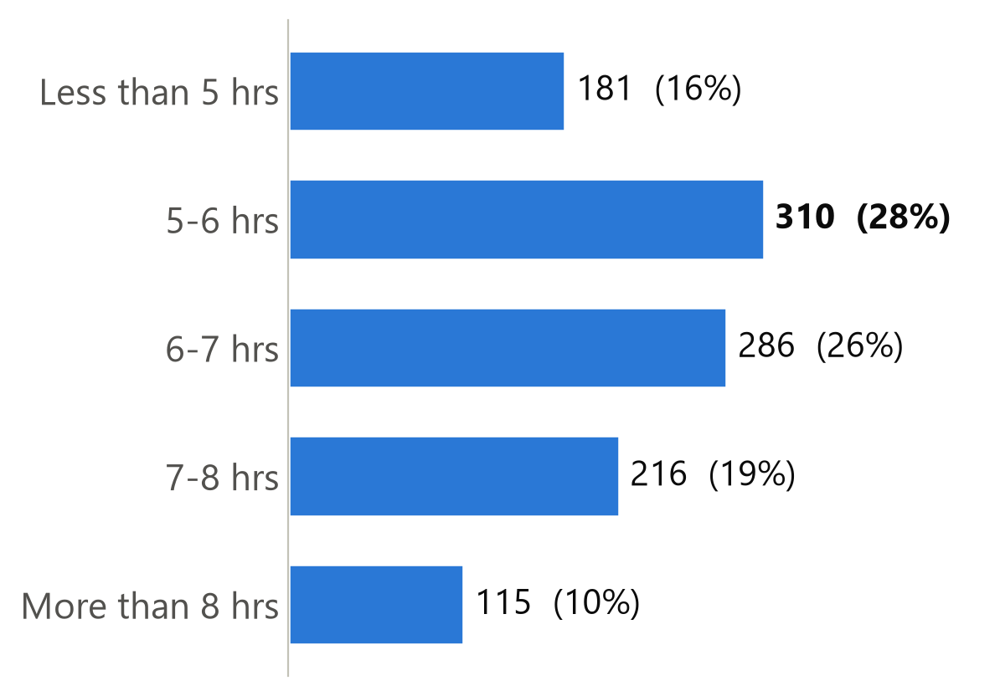 Less than 5 hrs 181 (16%)
5-6 hrs 310 (28%)
6-7 hrs 286 (26%)
7-8 hrs 216 (19%)
More than 8 hrs 115 (10%)